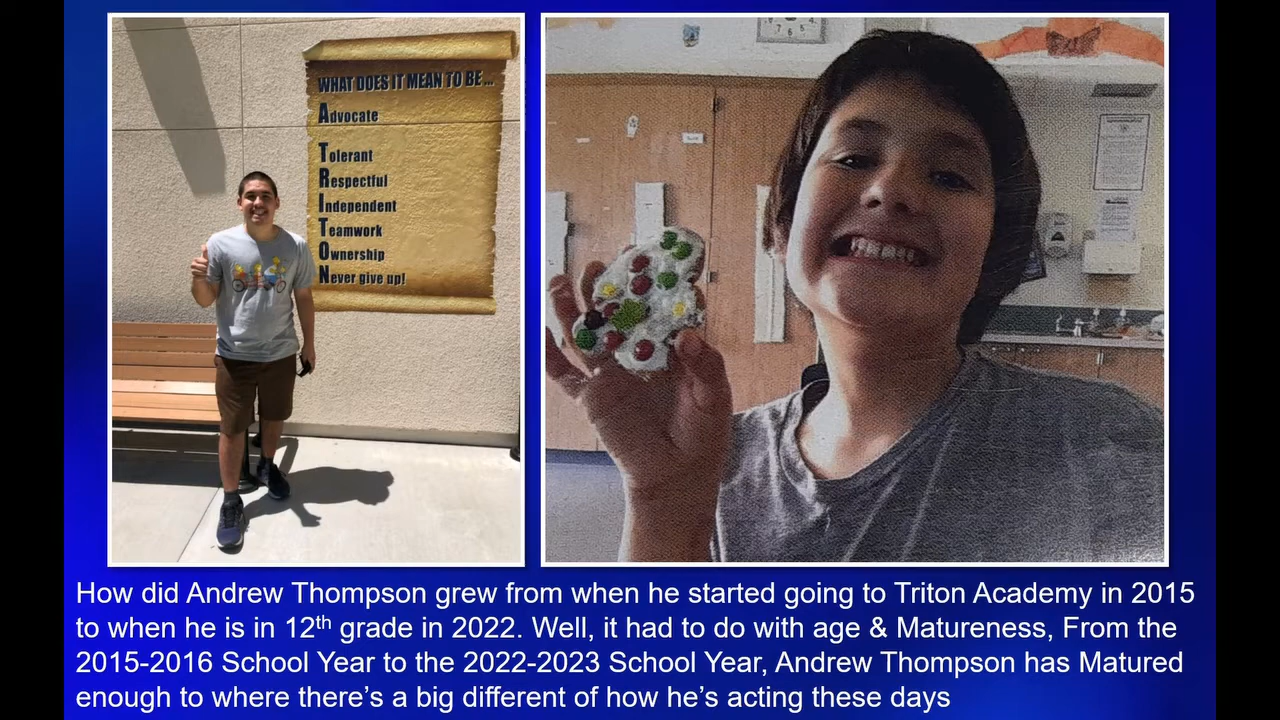 WHAT DOES IT MEAN TO BE...
Advocate
Tolerant
Respectful
Independent
Teamwork
Ownership
Never give up!
How did Andrew Thompson grew from when he started going to Triton Academy in 2015
to when he is in 12th grade in 2022. Well, it had to do with age & Matureness, From the
2015-2016 School Year to the 2022-2023 School Year, Andrew Thompson has Matured
enough to where there’s a big different of how he’s acting these days